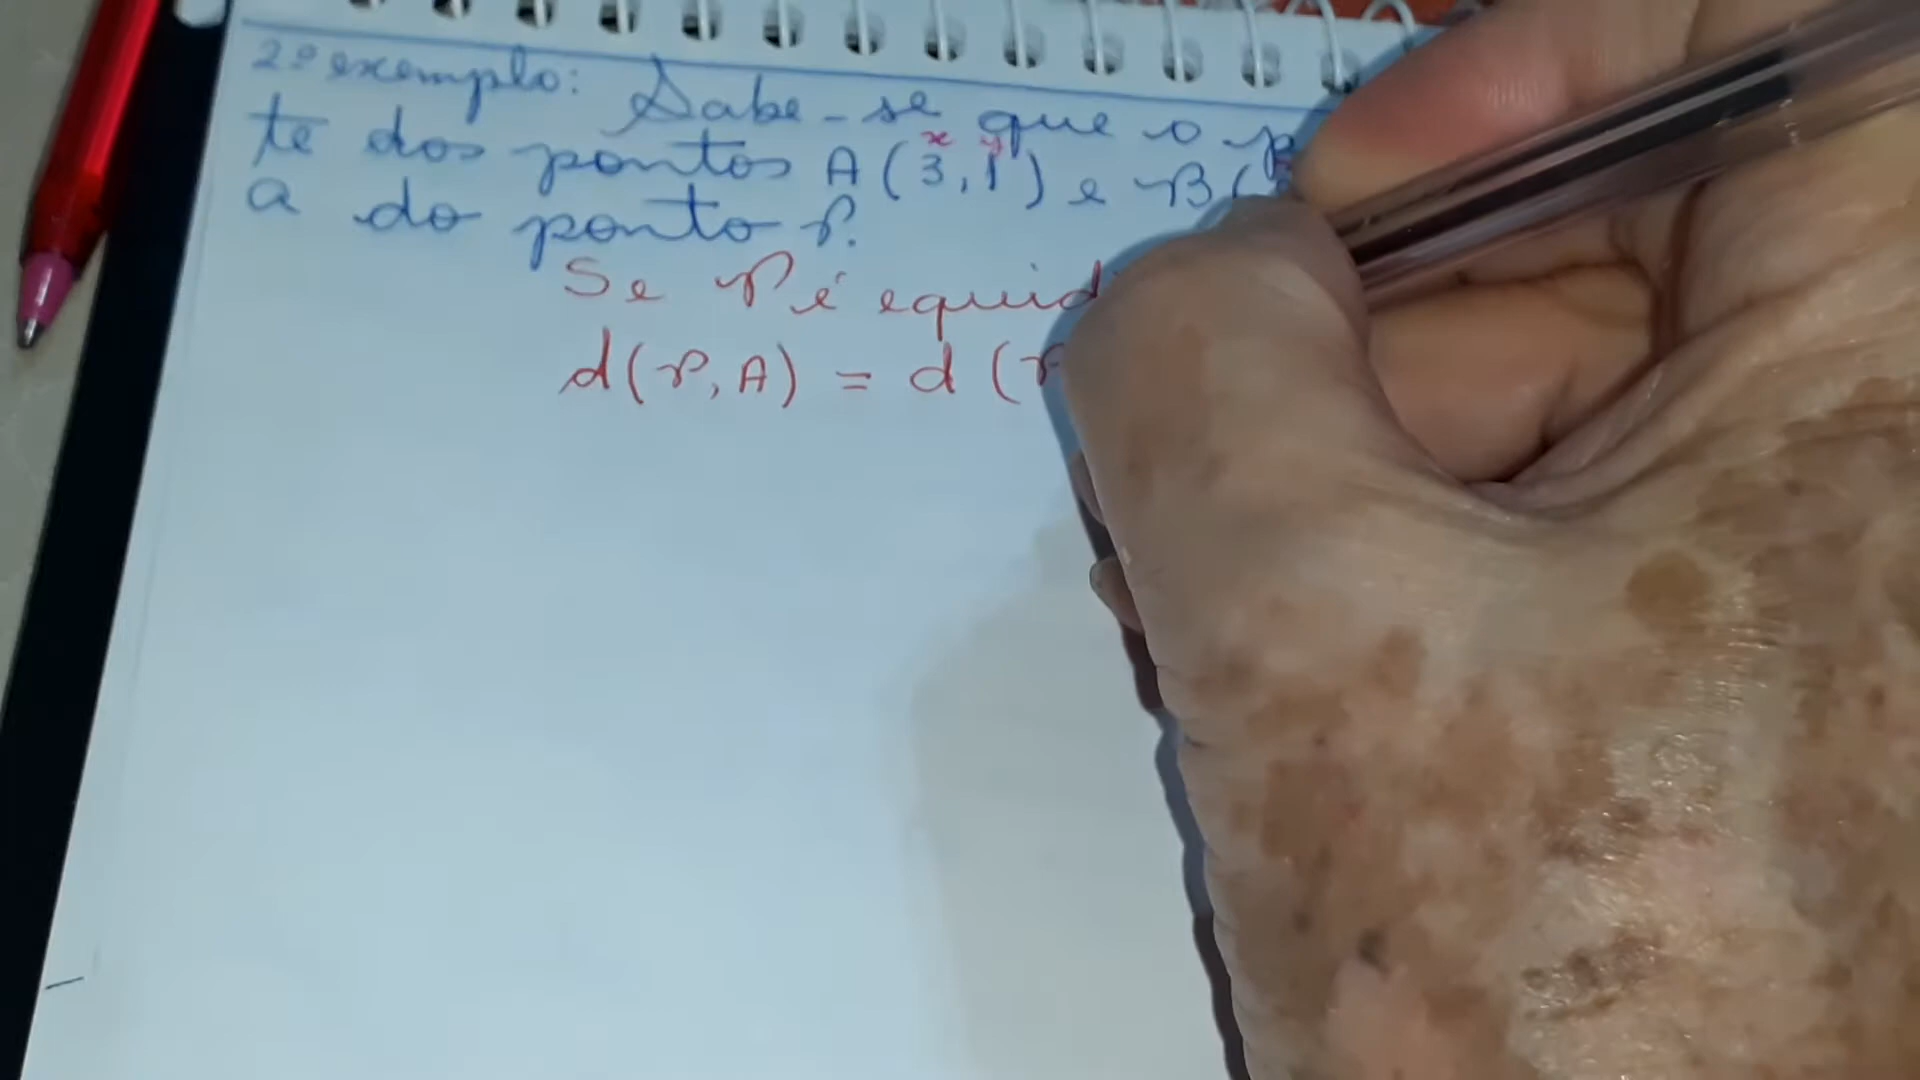 2º exemplo: Sabe-se que o
x y
te dos pontos A(3,1) e B(
a do ponto P.
Se P é equid
d(P,A) = d (P